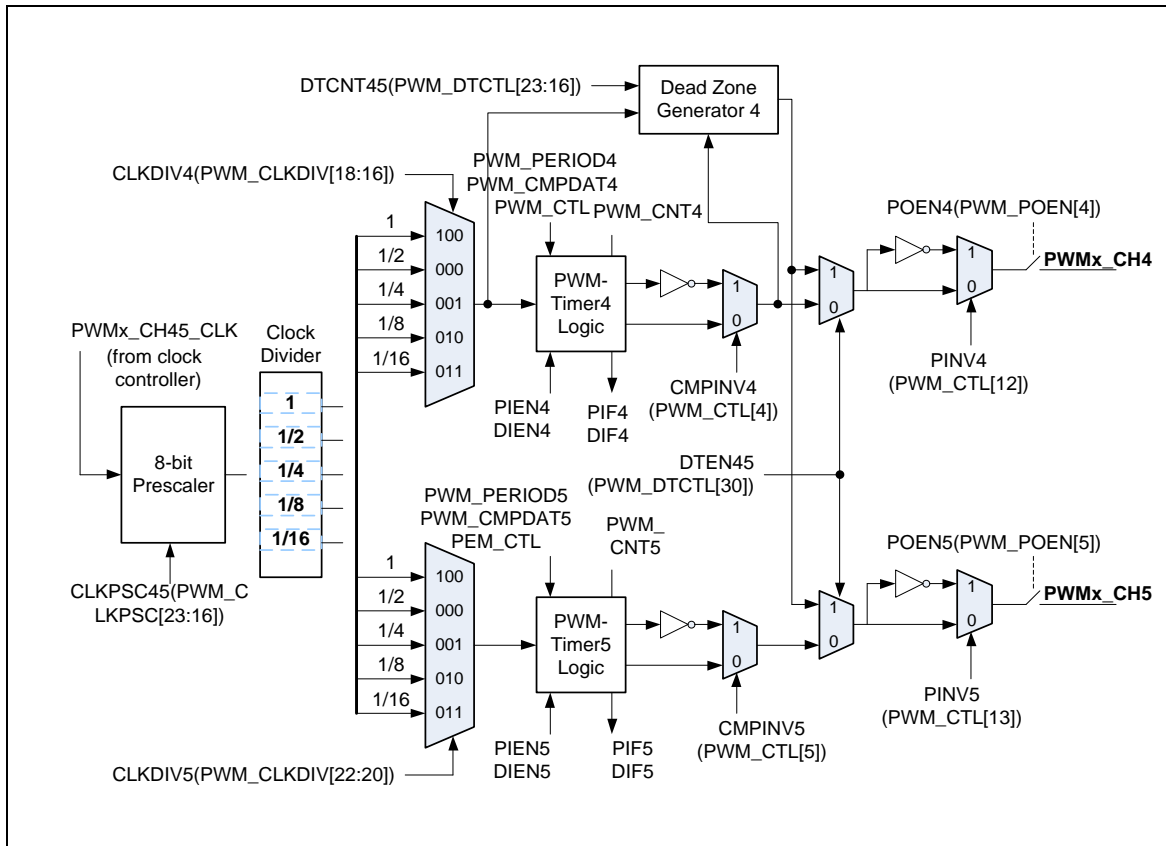 DTCNT45(PWM_DTCTL[23:16])
Dead Zone
Generator 4
CLKDIV4(PWM_CLKDIV[18:16])
PWM_PERIOD4
PWM_CMPDAT4
PWM_CTL
PWM_CNT4
POEN4(PWM_POEN[4])
1
100
1/2
000
1/4
001
1/8
010
1/16
011
PWM-
Timer4
Logic
1
0
1
0
1
0
PWMx_CH4
PWMx_CH45_CLK
(from clock
controller)
Clock
Divider
PIEN4
DIEN4
PIF4
DIF4
CMPINV4
(PWM_CTL[4])
PINV4
(PWM_CTL[12])
8-bit
Prescaler
1
1/2
1/4
1/8
1/16
DTEN45
(PWM_DTCTL[30])
CLKPSC45(PWM_C
LKPSC[23:16])
PWM_PERIOD5
PWM_CMPDAT5
PEM_CTL
PWM_
CNT5
POEN5(PWM_POEN[5])
1
100
1/2
000
1/4
001
1/8
010
1/16
011
PWM-
Timer5
Logic
1
0
1
0
1
0
PWMx_CH5
PIEN5
DIEN5
PIF5
DIF5
CMPINV5
(PWM_CTL[5])
PINV5
(PWM_CTL[13])
CLKDIV5(PWM_CLKDIV[22:20])